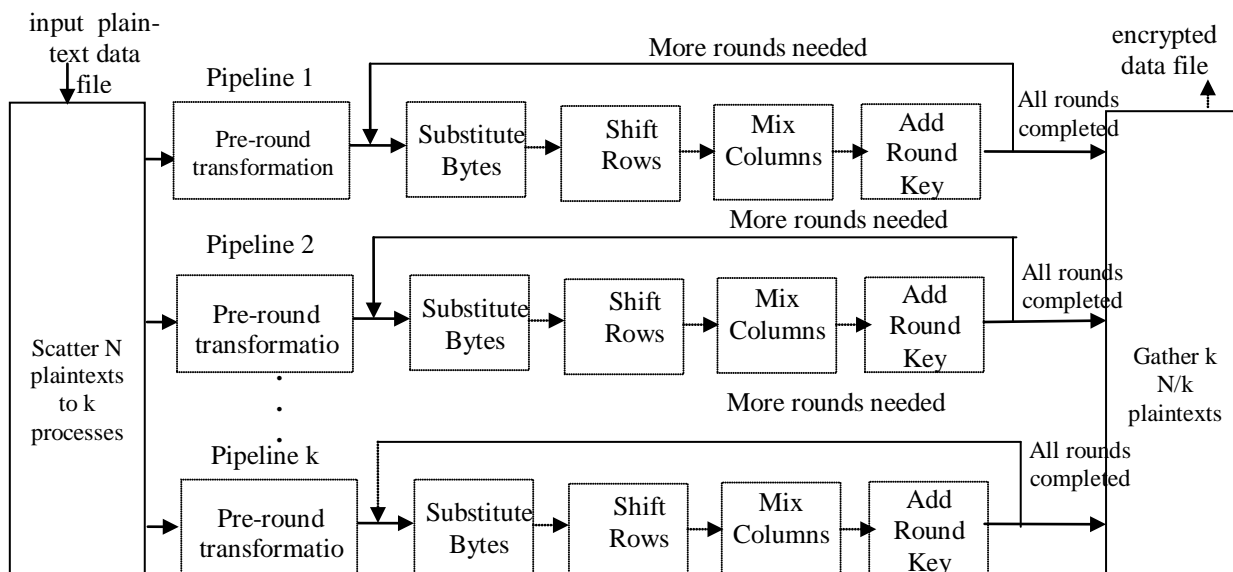 input plain-
text data
file
encrypted
data file
More rounds needed
Pipeline 1
All rounds
completed
Pre-round
transformation
Substitute
Bytes
Shift
Rows
Mix
Columns
Add
Round
Key
More rounds needed
Pipeline 2
All rounds
completed
Pre-round
transformatio
Substitute
Bytes
Shift
Rows
Mix
Columns
Add
Round
Key
Scatter N
plaintexts
to k
processes
Gather k
N/k
plaintexts
.
.
.
More rounds needed
Pipeline k
All rounds
completed
Pre-round
transformatio
Substitute
Bytes
Shift
Rows
Mix
Columns
Add
Round
Key